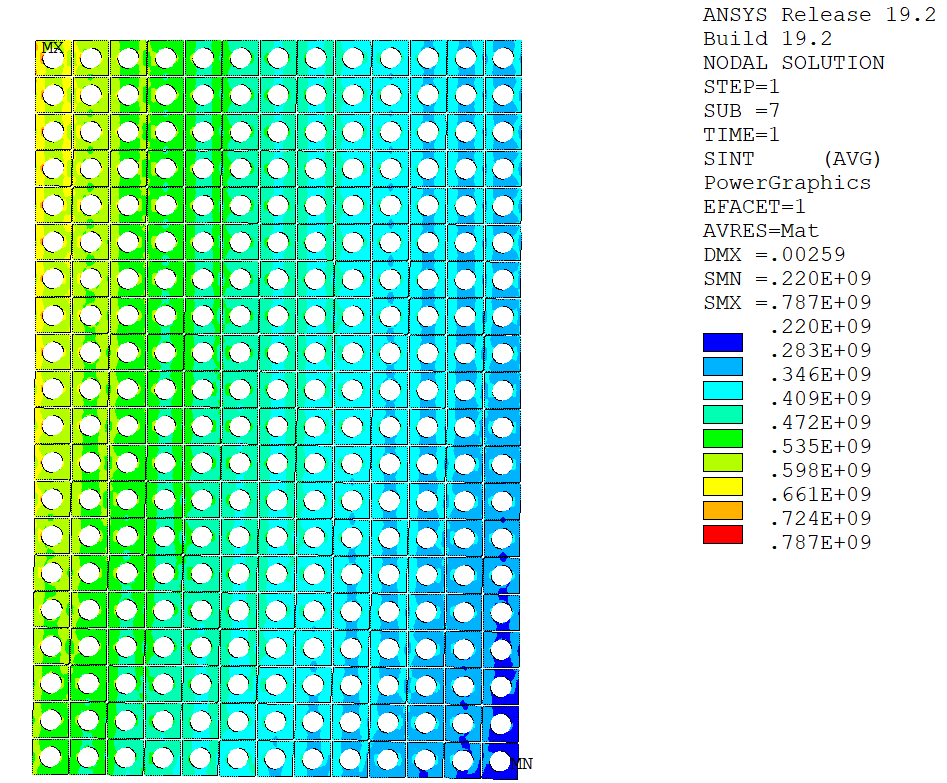 MX
MN
ANSYS Release 19.2
Build 19.2
NODAL SOLUTION
STEP=1
SUB =7
TIME=1
SINT (AVG)
PowerGraphics
EFACET=1
AVRES=Mat
DMX =.00259
SMN =.220E+09
SMX =.787E+09
.220E+09
.283E+09
.346E+09
.409E+09
.472E+09
.535E+09
.598E+09
.661E+09
.724E+09
.787E+09